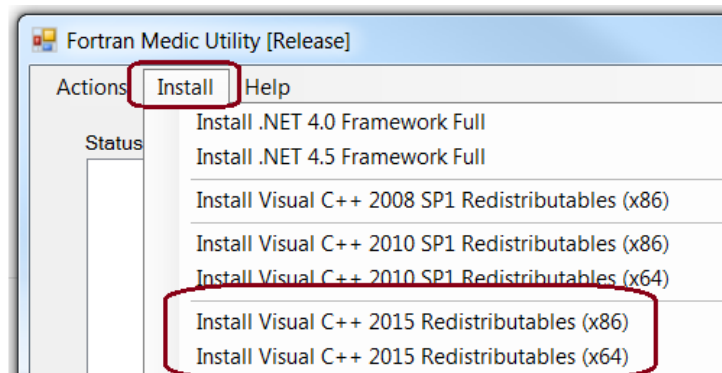 Fortran Medic Utility [Release]
Actions Install Help
Install .NET 4.0 Framework Full
Status
Install .NET 4.5 Framework Full
Install Visual C++ 2008 SP1 Redistributables (x86)
Install Visual C++ 2010 SP1 Redistributables (x86)
Install Visual C++ 2010 SP1 Redistributables (x64)
Install Visual C++ 2015 Redistributables (x86)
Install Visual C++ 2015 Redistributables (x64)